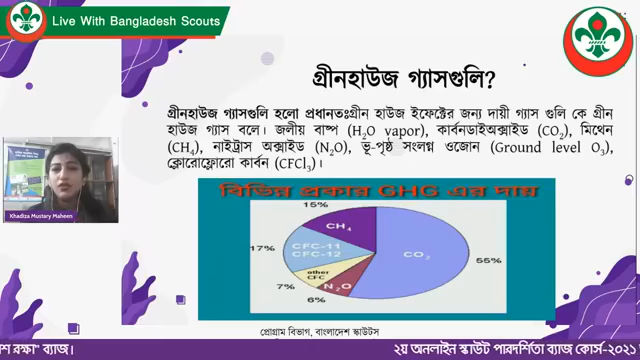 Live With Bangladesh Scouts
গ্রীনহাউজ গ্যাসগুলি?
গ্রীনহাউজ গ্যাসগুলি হলো প্রধানতঃগ্রীন হাউজ ইফেক্টের জন্য দায়ী গ্যাস গুলি কে গ্রীন
হাউজ গ্যাস বলে। জলীয় বাষ্প (H₂O vapor), কার্বনডাইঅক্সাইড (CO₂), মিথেন
(CH₄), নাইট্রাস অক্সাইড (N₂O), ভূ-পৃষ্ঠ সংলগ্ন ওজোন (Ground level O₃),
ক্লোরোফ্লোরো কার্বন (CFCl₃)।
বিভিন্ন প্রকার GHG এর দায়
15%
CH₄
CO₂
55%
17%
CFC-11
CFC-12
other
CFC
7%
N₂O
6%
Khadiza Mustary Maheen
প্রোগ্রাম বিভাগ, বাংলাদেশ স্কাউটস
শ রক্ষা” ব্যাজ।
২য় অনলাইন স্কাউট পারদর্শিতা ব্যাজ কোর্স-২০২১